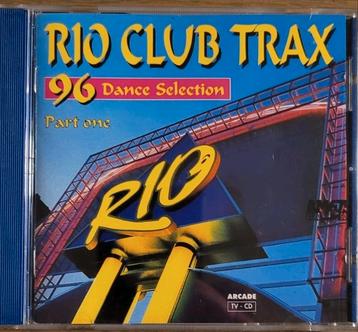 RIO CLUB TRAX
96 Dance Selection
Part one
RIO
ARCADE
TV - CD